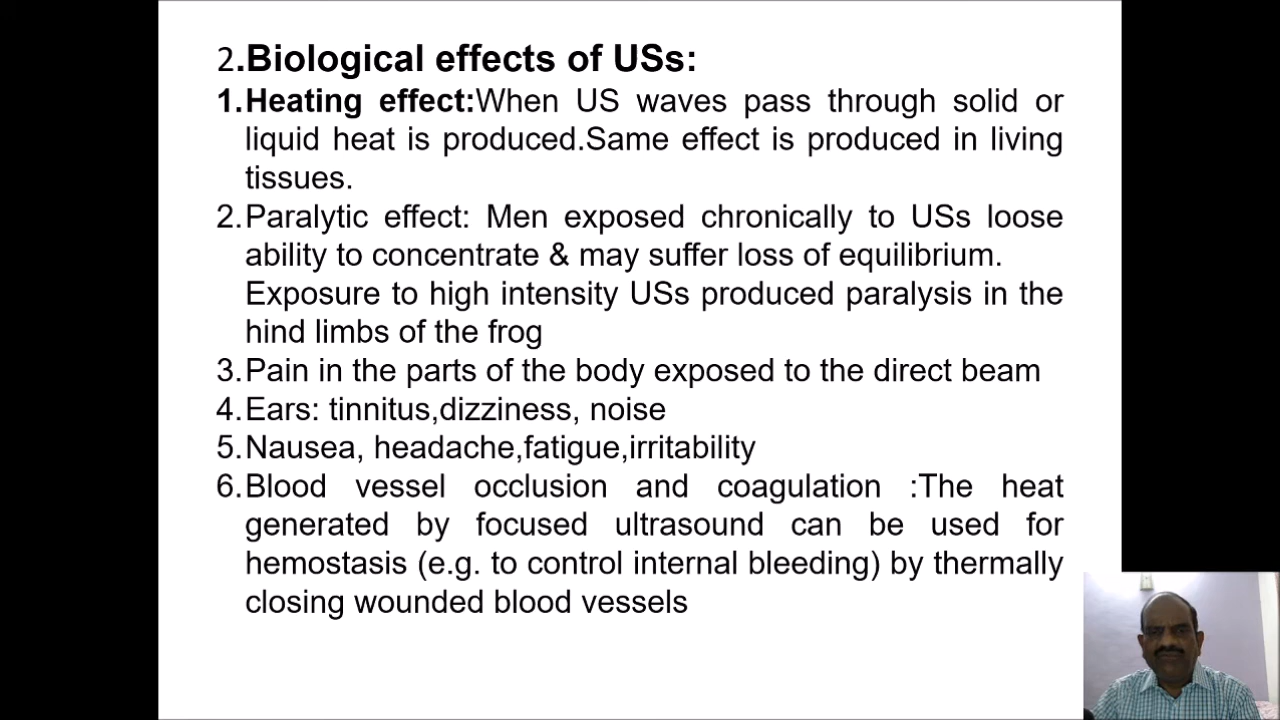 2.Biological effects of USs:
1.Heating effect:When US waves pass through solid or
liquid heat is produced.Same effect is produced in living
tissues.
2.Paralytic effect: Men exposed chronically to USs loose
ability to concentrate & may suffer loss of equilibrium.
Exposure to high intensity USs produced paralysis in the
hind limbs of the frog
3.Pain in the parts of the body exposed to the direct beam
4.Ears: tinnitus,dizziness, noise
5.Nausea, headache,fatigue,irritability
6.Blood vessel occlusion and coagulation :The heat
generated by focused ultrasound can be used for
hemostasis (e.g. to control internal bleeding) by thermally
closing wounded blood vessels